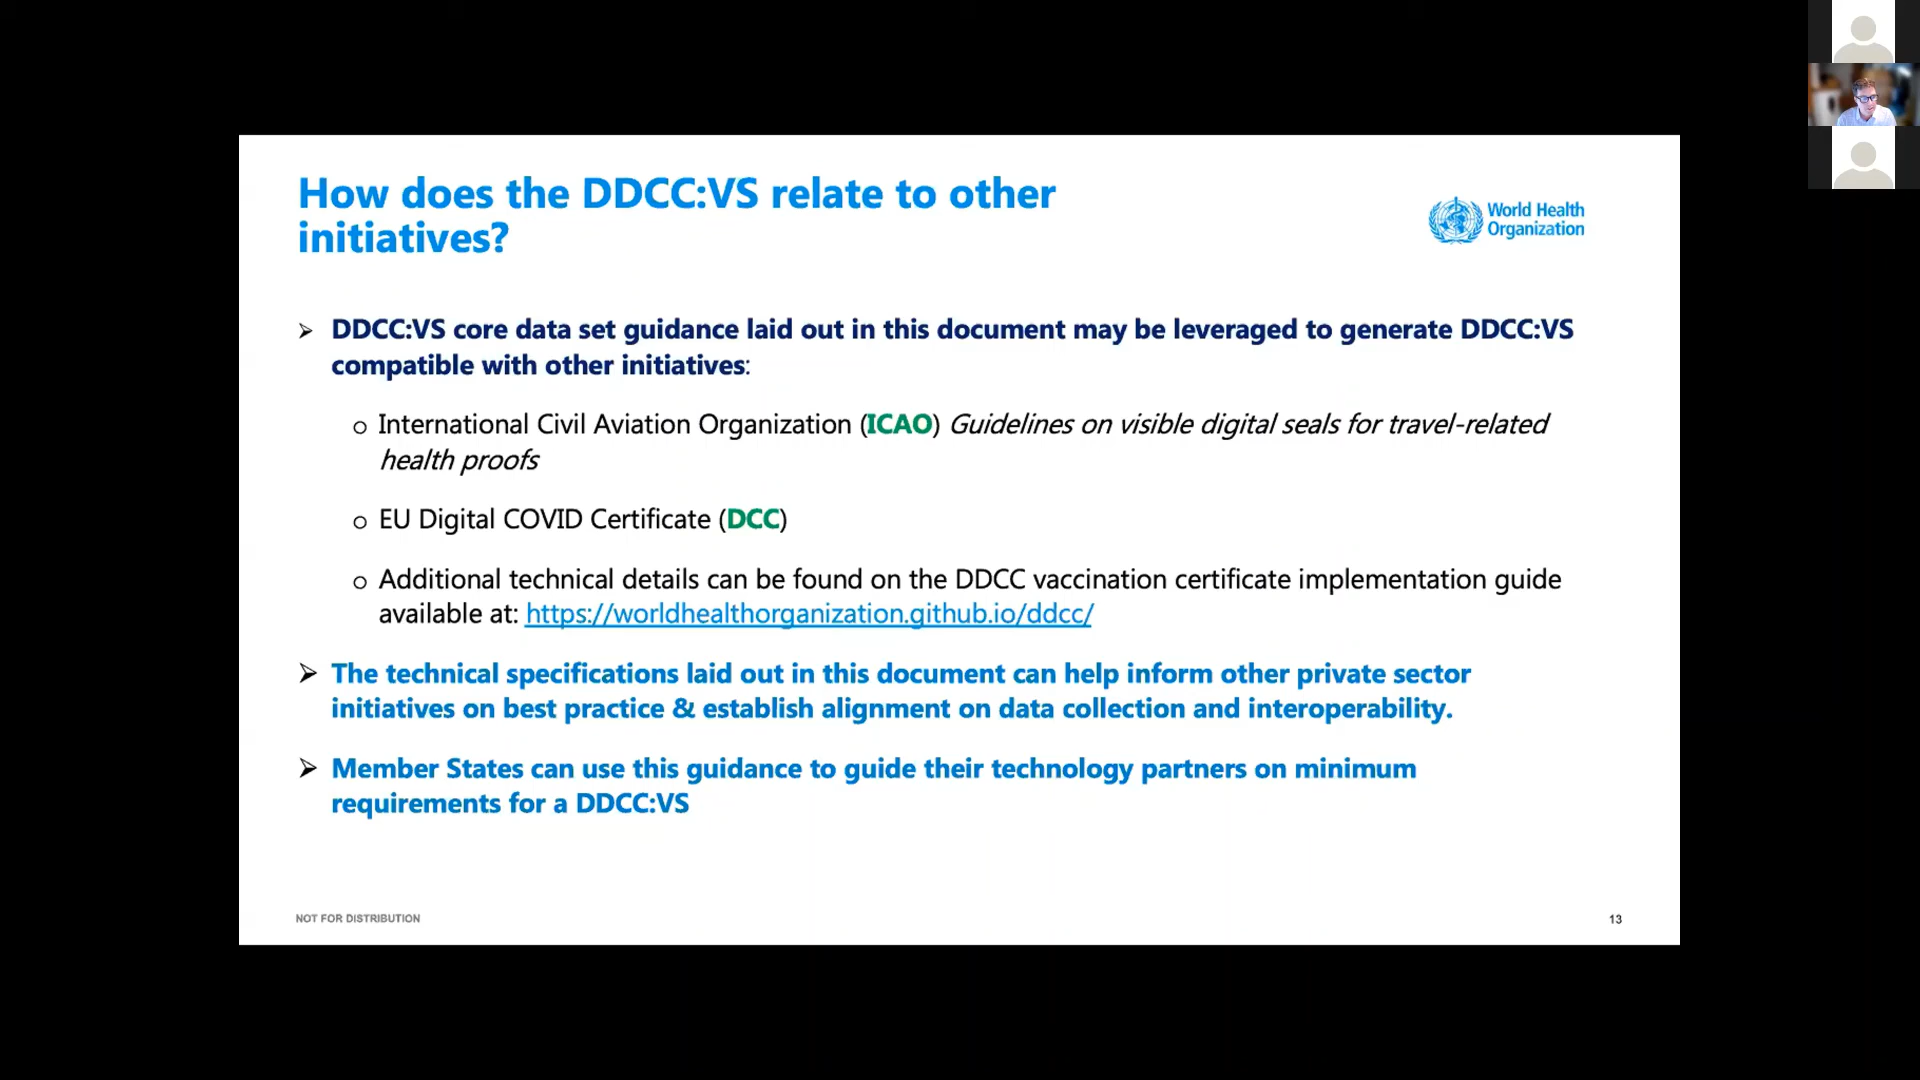 How does the DDCC:VS relate to other
initiatives?
World Health
Organization
➢ DDCC:VS core data set guidance laid out in this document may be leveraged to generate DDCC:VS
compatible with other initiatives:
o International Civil Aviation Organization (ICAO) Guidelines on visible digital seals for travel-related
health proofs
o EU Digital COVID Certificate (DCC)
o Additional technical details can be found on the DDCC vaccination certificate implementation guide
available at: https://worldhealthorganization.github.io/ddcc/
➢ The technical specifications laid out in this document can help inform other private sector
initiatives on best practice & establish alignment on data collection and interoperability.
➢ Member States can use this guidance to guide their technology partners on minimum
requirements for a DDCC:VS
NOT FOR DISTRIBUTION
13